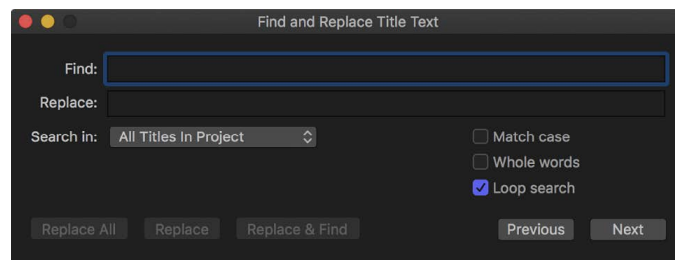 Find and Replace Title Text
Find:
Replace:
Search in: All Titles In Project
Match case
Whole words
Loop search
Replace All Replace Replace & Find Previous Next